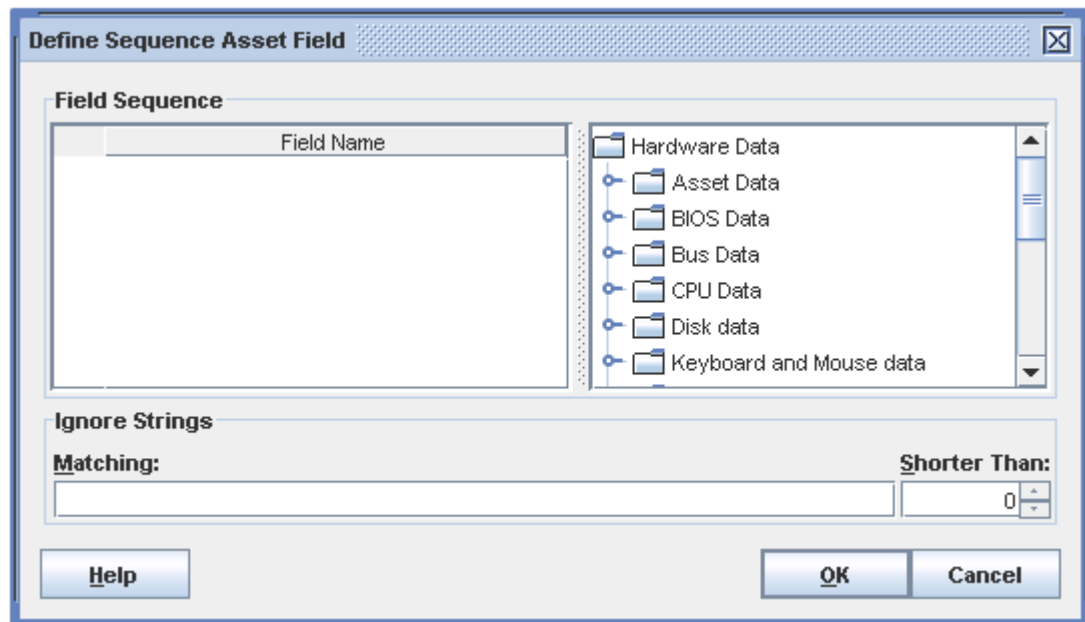 Define Sequence Asset Field
Field Sequence
Field Name
Hardware Data
Asset Data
BIOS Data
Bus Data
CPU Data
Disk data
Keyboard and Mouse data
Ignore Strings
Matching: Shorter Than:
0
Help OK Cancel